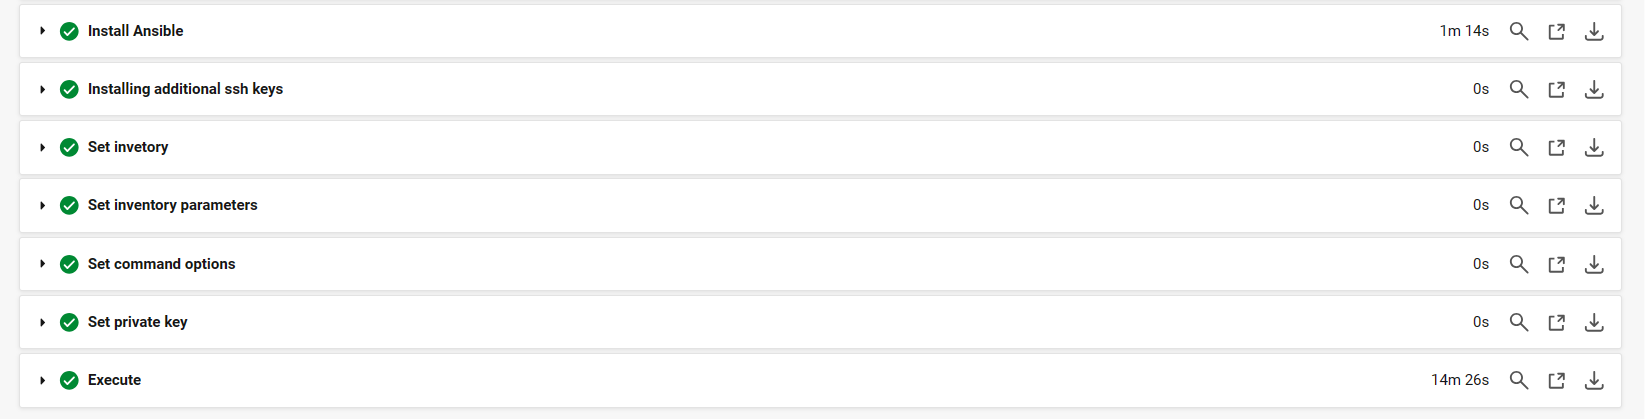 Install Ansible 1m 14s
Installing additional ssh keys 0s
Set invetory 0s
Set inventory parameters 0s
Set command options 0s
Set private key 0s
Execute 14m 26s